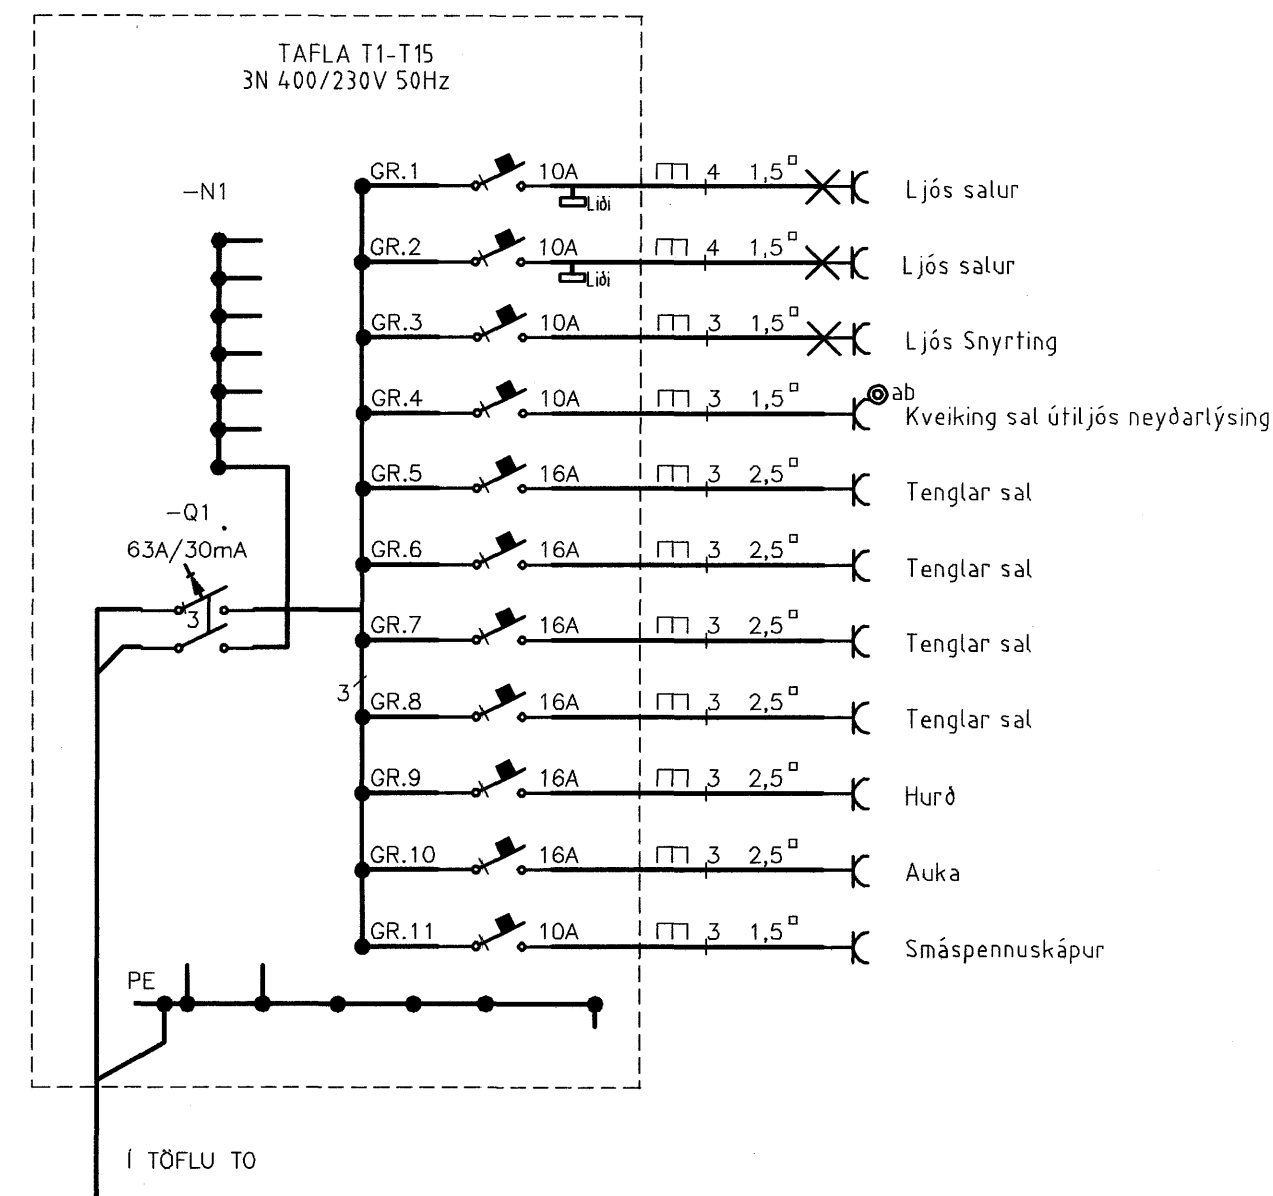 TAFLA T1-T15
3N 400/230V 50Hz
GR.1 10A 4 1,5 Ljós salur
Liði
-N1
GR.2 10A 4 1,5 Ljós salur
Liði
GR.3 10A 3 1,5 Ljós Snyrting
GR.4 10A 3 1,5 ab
Kveiking sal útiljós neyðarlýsing
GR.5 16A 3 2,5 Tenglar sal
-Q1
63A/30mA
GR.6 16A 3 2,5 Tenglar sal
3
GR.7 16A 3 2,5 Tenglar sal
3
GR.8 16A 3 2,5 Tenglar sal
GR.9 16A 3 2,5 Hurð
GR.10 16A 3 2,5 Auka
GR.11 10A 3 1,5 Smáspennuskápur
PE
Í TÖFLU TO